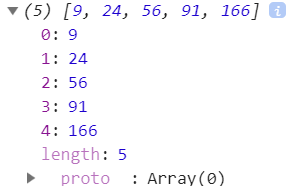 ▼(5) [9, 24, 56, 91, 166] i
0: 9
1: 24
2: 56
3: 91
4: 166
length: 5
▶ proto : Array(0)